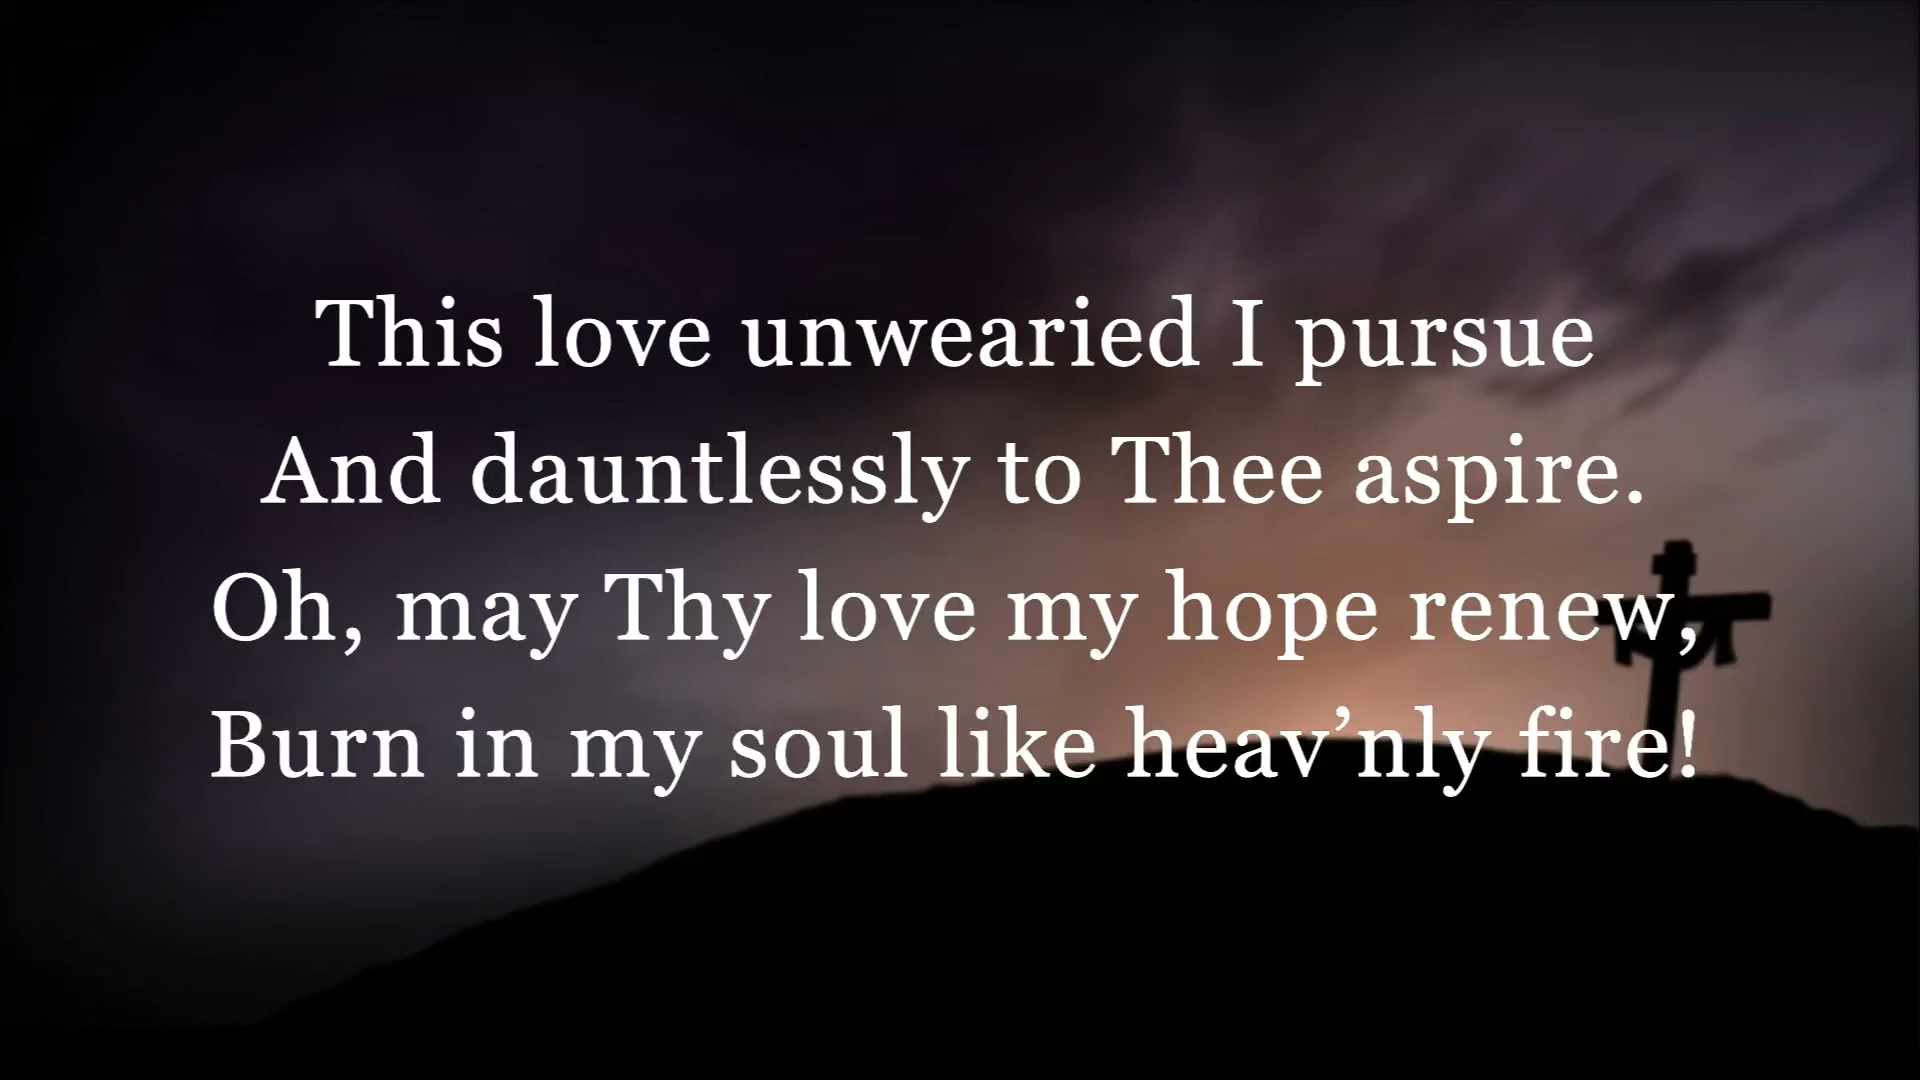 This love unwearied I pursue
And dauntlessly to Thee aspire.
Oh, may Thy love my hope renew,
Burn in my soul like heav’nly fire!